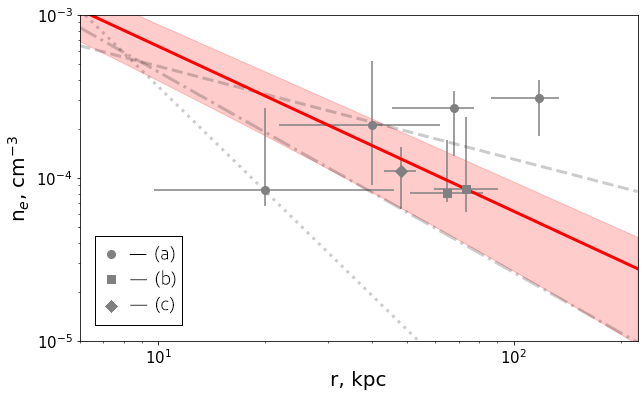 10⁻³
10⁻⁴
10⁻⁵
nₑ, cm⁻³
— (a)
— (b)
— (c)
10¹
10²
r, kpc